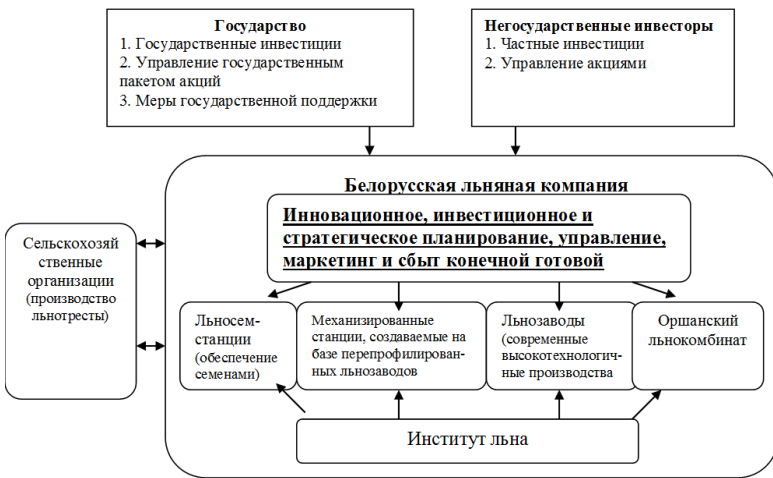 Государство
1. Государственные инвестиции
2. Управление государственным
пакетом акций
3. Меры государственной поддержки
Негосударственные инвесторы
1. Частные инвестиции
2. Управление акциями
Белорусская льняная компания
Инновационное, инвестиционное и
стратегическое планирование, управление,
маркетинг и сбыт конечной готовой
Сельскохозяй
ственные
организации
(производство
льнотресты)
Льносем-
станции
(обеспечение
семенами)
Механизированные
станции, создаваемые на
базе перепрофилирован-
ных льнозаводов
Льнозаводы
(современные
высокотехнологич-
ные производства
Оршанский
льнокомбинат
Институт льна